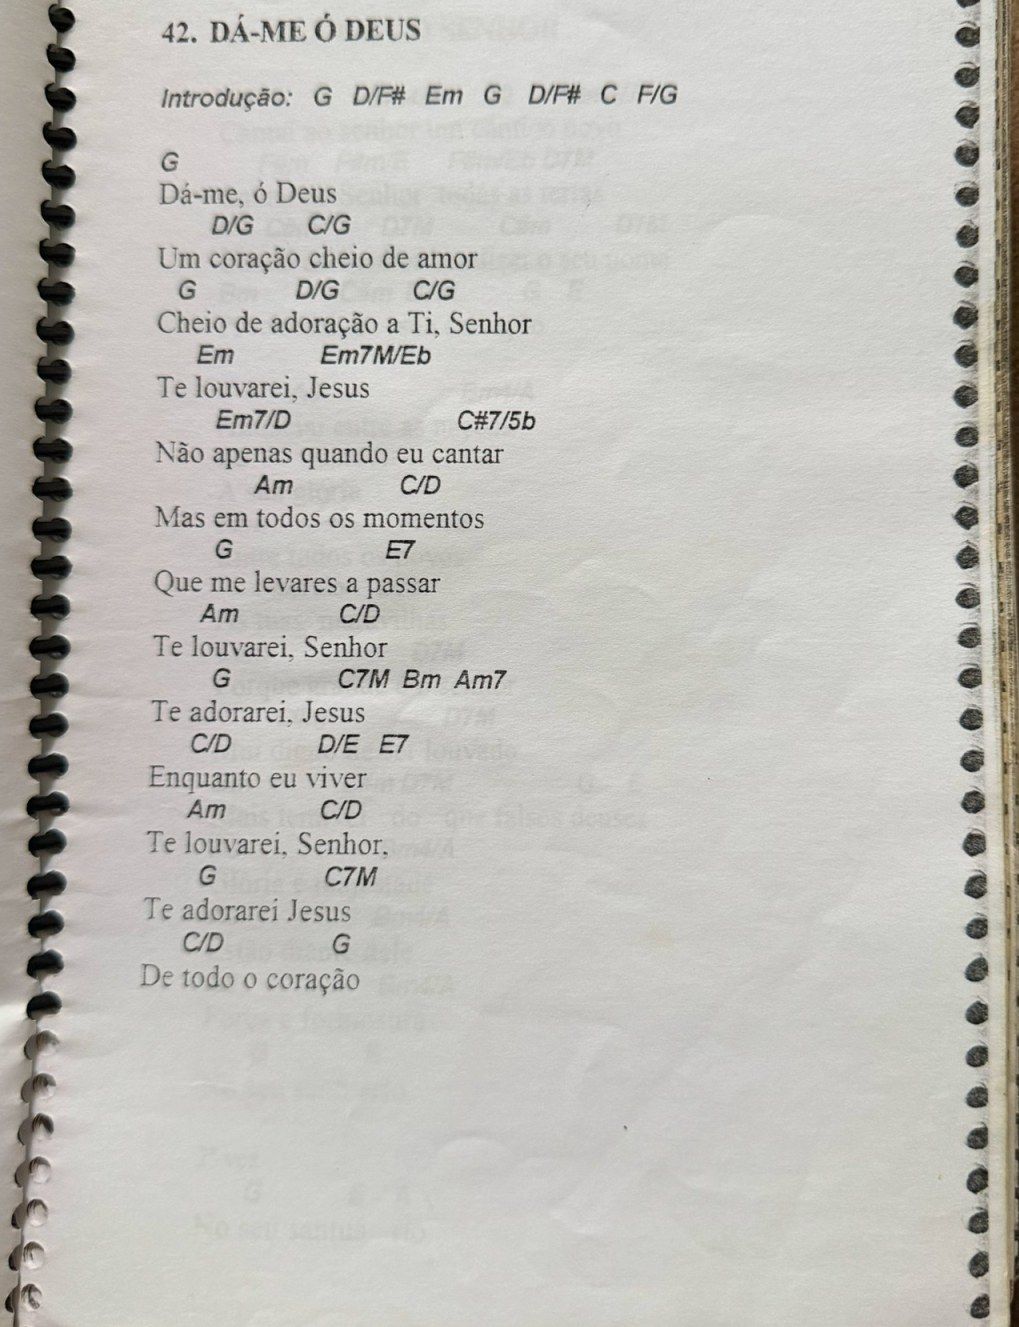 42. DÁ-ME Ó DEUS
Introdução: G D/F# Em G D/F# C F/G
G
Dá-me, ó Deus
D/G C/G
Um coração cheio de amor
G D/G C/G
Cheio de adoração a Ti, Senhor
Em Em7M/Eb
Te louvarei, Jesus
Em7/D C#7/5b
Não apenas quando eu cantar
Am C/D
Mas em todos os momentos
G E7
Que me levares a passar
Am C/D
Te louvarei, Senhor
G C7M Bm Am7
Te adorarei, Jesus
C/D D/E E7
Enquanto eu viver
Am C/D
Te louvarei, Senhor,
G C7M
Te adorarei Jesus
C/D G
De todo o coração